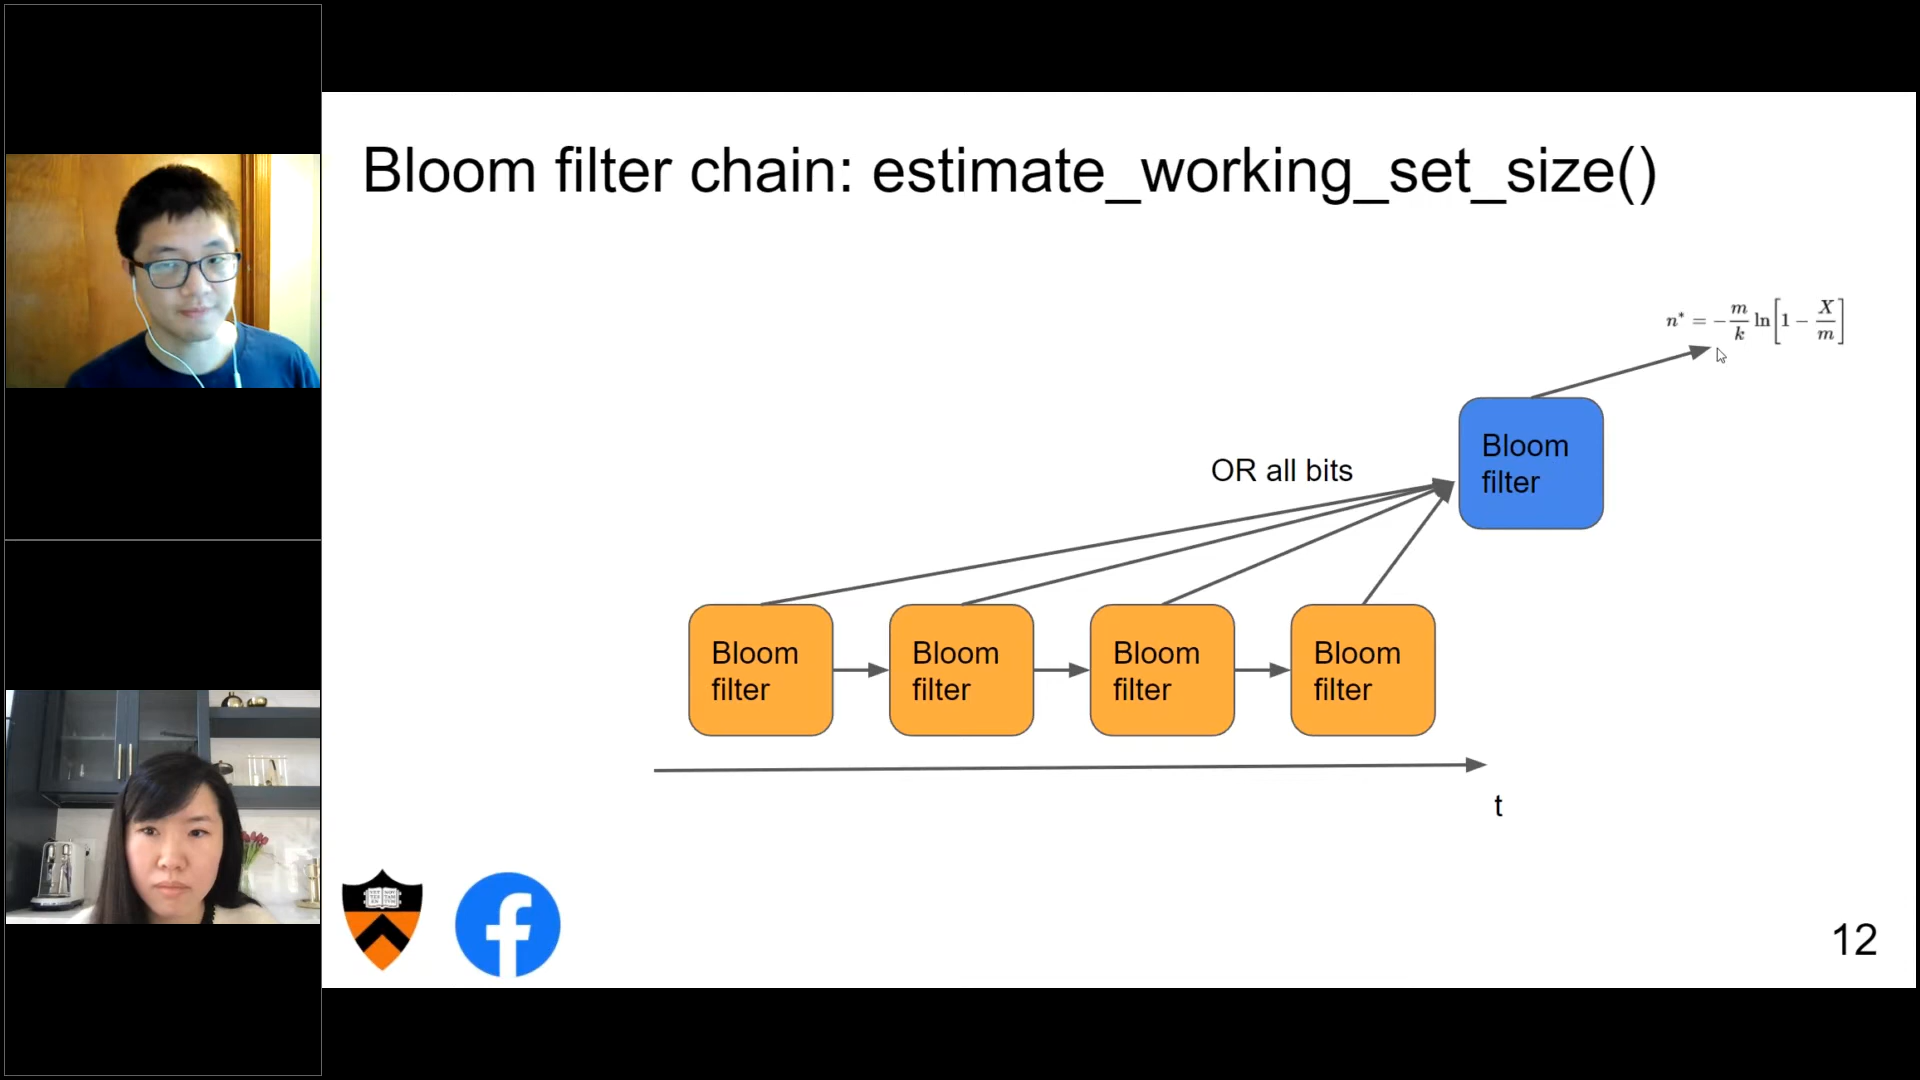 Bloom filter chain: estimate_working_set_size()
n* = -m/k ln[1 - X/m]
Bloom
filter
OR all bits
Bloom
filter
Bloom
filter
Bloom
filter
Bloom
filter
t
12